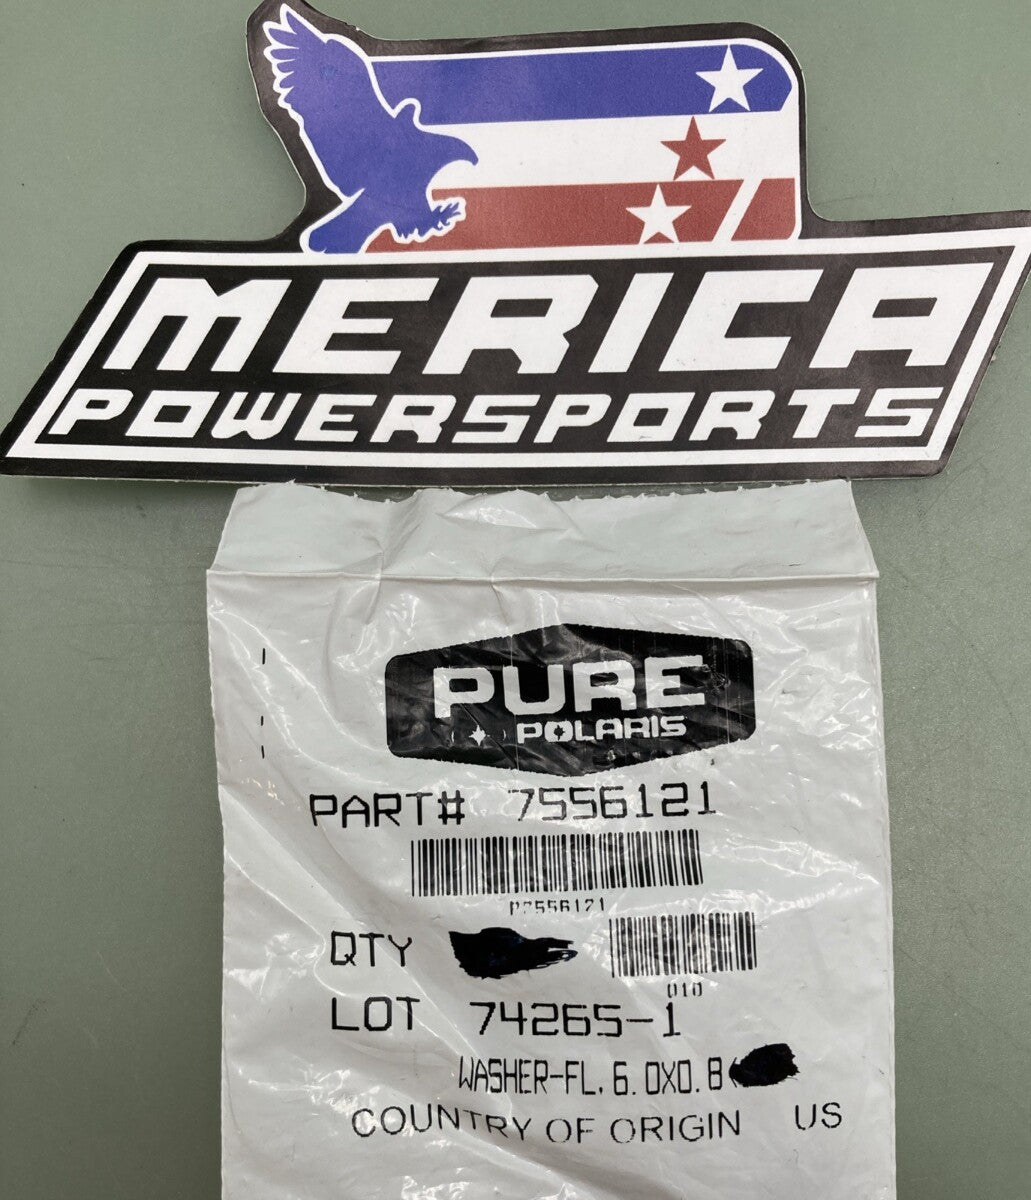 MERICA
POWERSPORTS
PURE
POLARIS
PART# 7556121
P7556121
QTY
010
LOT 74265-1
WASHER-FL. 6.0X0.8
COUNTRY OF ORIGIN US